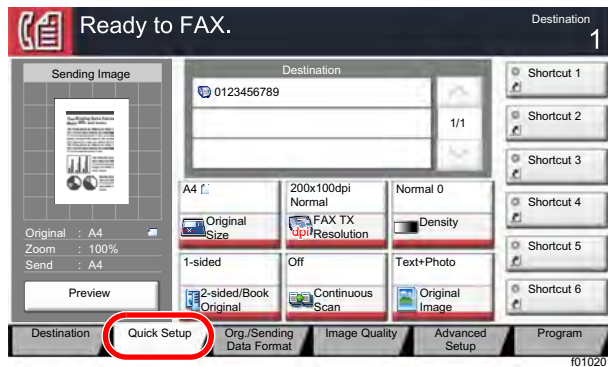 Ready to FAX.
Destination
1
Sending Image
Original : A4
Zoom : 100%
Send : A4
Preview
Destination
0123456789
1/1
A4
Original
Size
200x100dpi
Normal
dpi
FAX TX
Resolution
Normal 0
Density
1-sided
2-sided/Book
Original
Off
Continuous
Scan
Text+Photo
Original
Image
Shortcut 1
Shortcut 2
Shortcut 3
Shortcut 4
Shortcut 5
Shortcut 6
Destination
Quick Setup
Org./Sending
Data Format
Image Quality
Advanced
Setup
Program
f01020